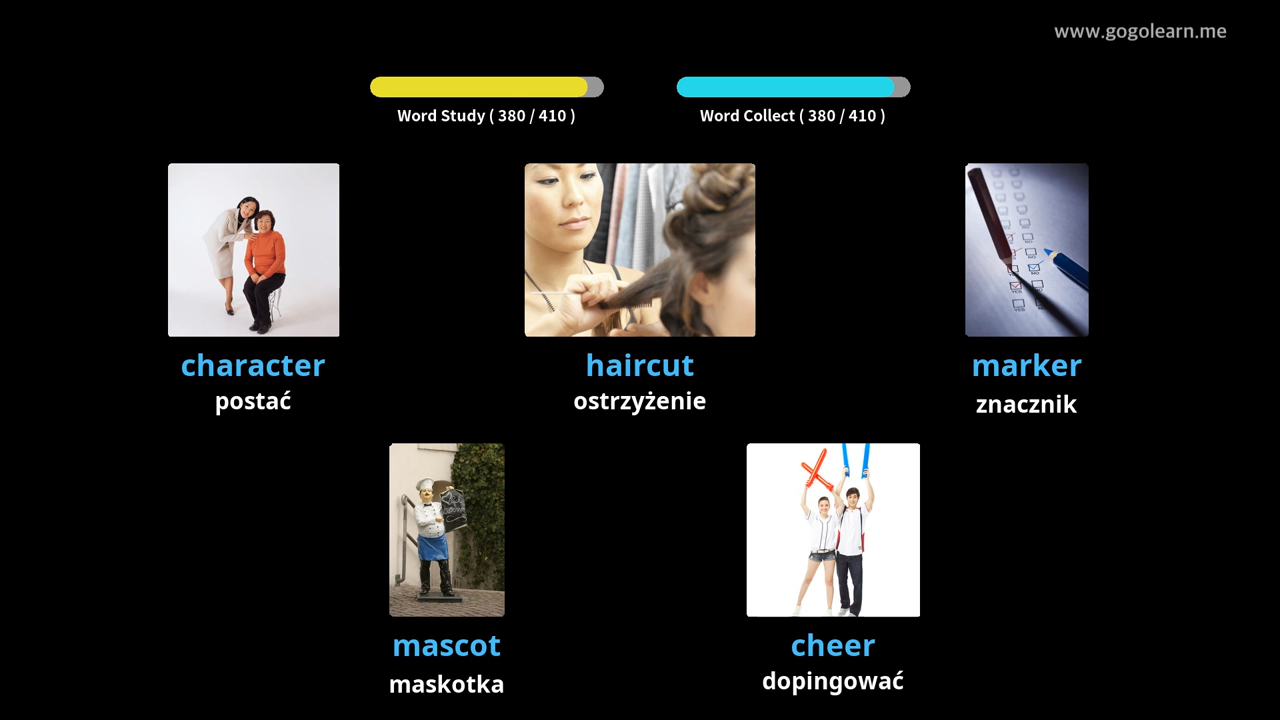 www.gogolearn.me
Word Study ( 380 / 410 )
Word Collect ( 380 / 410 )
character
postać
haircut
ostrzyżenie
marker
znacznik
mascot
maskotka
cheer
dopingować